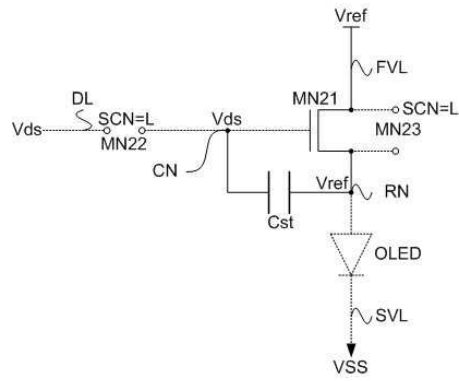 Vref
FVL
DL
SCN=L
MN21
SCN=L
Vds
MN22
Vds
MN23
CN
Vref
RN
Cst
OLED
SVL
VSS